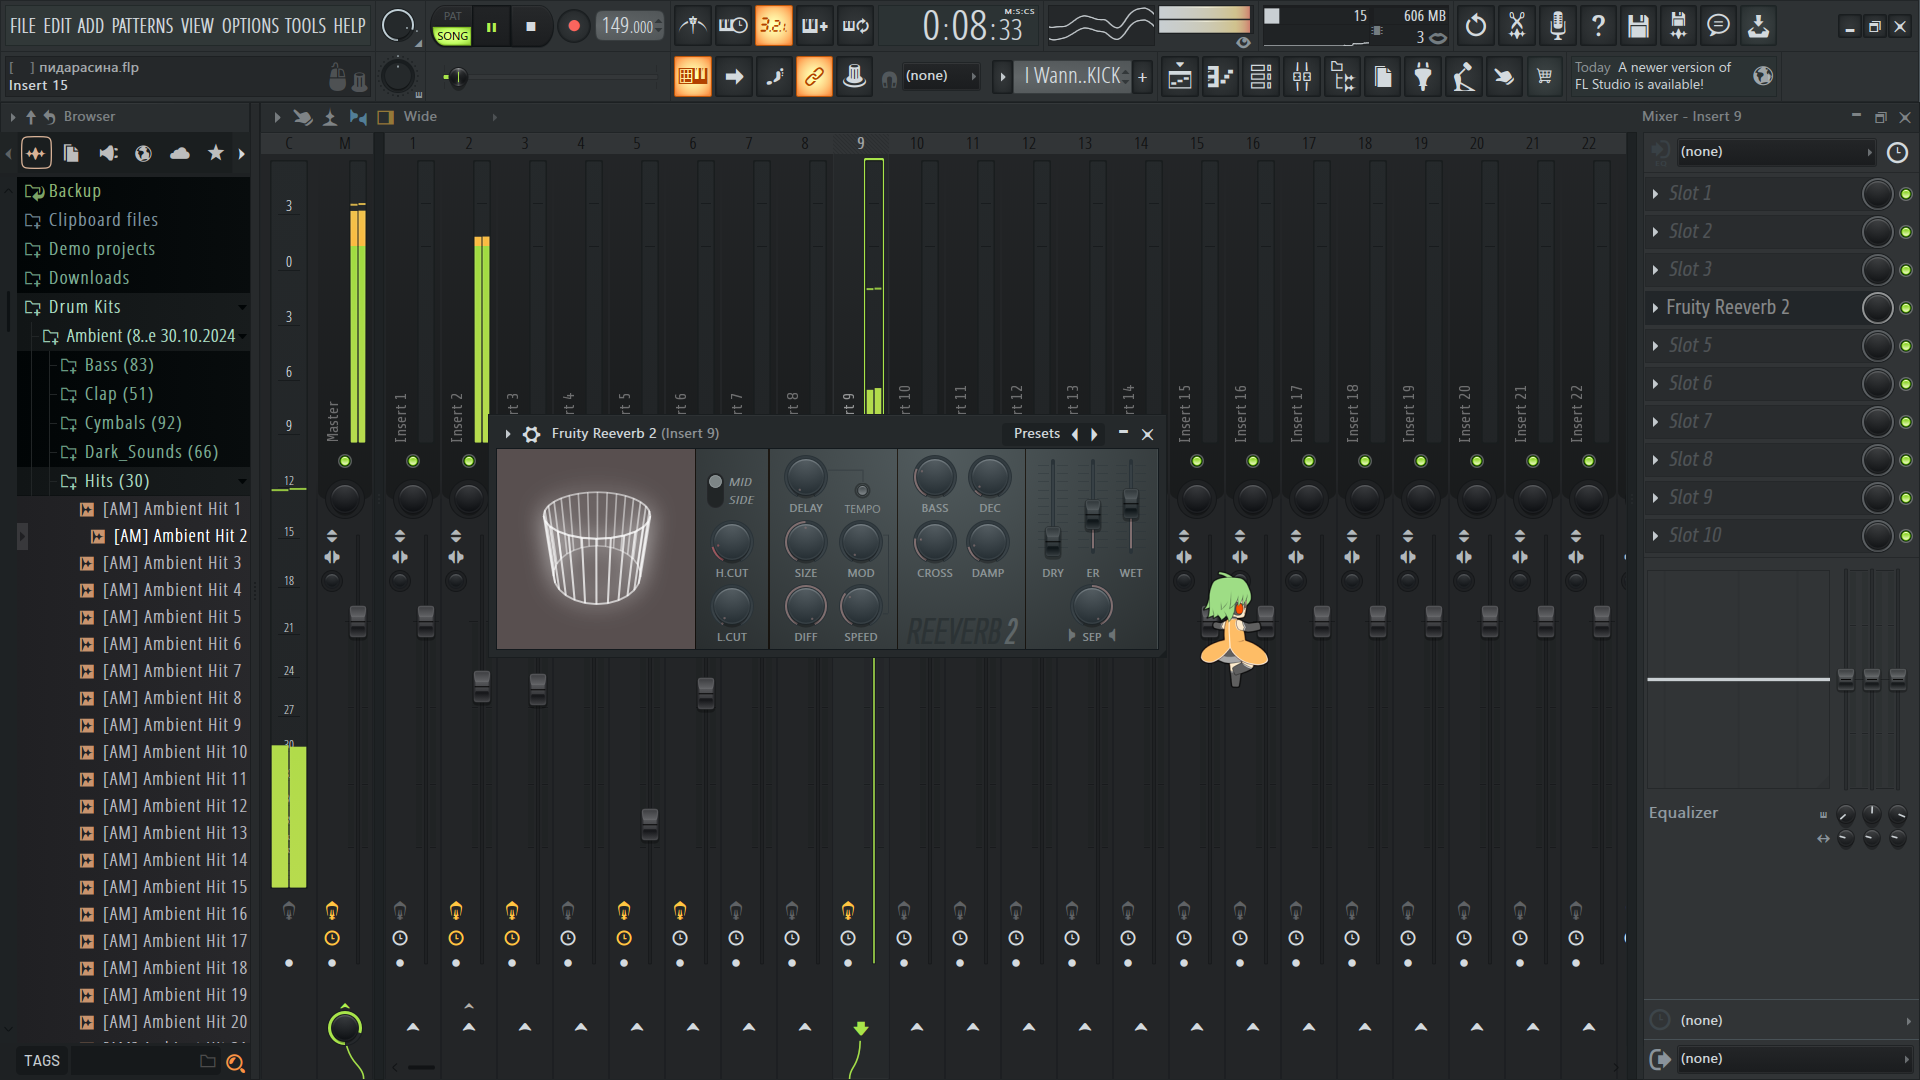 FILE EDIT ADD PATTERNS VIEW OPTIONS TOOLS HELP
PAT
SONG
149.000
3.2.
0:08:33
M:S:CS
15
606 MB
3
[ ] пидарасина.flp
Insert 15
(none)
I Wann..KICK
+
Today A newer version of
FL Studio is available!
Browser
Wide
Mixer - Insert 9
Backup
Clipboard files
Demo projects
Downloads
Drum Kits
Ambient (8..e 30.10.2024
Bass (83)
Clap (51)
Cymbals (92)
Dark_Sounds (66)
Hits (30)
[AM] Ambient Hit 1
[AM] Ambient Hit 2
[AM] Ambient Hit 3
[AM] Ambient Hit 4
[AM] Ambient Hit 5
[AM] Ambient Hit 6
[AM] Ambient Hit 7
[AM] Ambient Hit 8
[AM] Ambient Hit 9
[AM] Ambient Hit 10
[AM] Ambient Hit 11
[AM] Ambient Hit 12
[AM] Ambient Hit 13
[AM] Ambient Hit 14
[AM] Ambient Hit 15
[AM] Ambient Hit 16
[AM] Ambient Hit 17
[AM] Ambient Hit 18
[AM] Ambient Hit 19
[AM] Ambient Hit 20
TAGS
C M 1 2 3 4 5 6 7 8 9 10 11 12 13 14 15 16 17 18 19 20 21 22
3
0
3
6
9
12
15
18
21
24
27
30
Master
Insert 1
Insert 2
rt 3
rt 4
rt 5
rt 6
rt 7
rt 8
rt 9
rt 10
rt 11
rt 12
rt 13
rt 14
Insert 15
Insert 16
Insert 17
Insert 18
Insert 19
Insert 20
Insert 21
Insert 22
Fruity Reeverb 2 (Insert 9)
Presets
MID
SIDE
H.CUT
L.CUT
DELAY
TEMPO
SIZE
MOD
DIFF
SPEED
BASS
DEC
CROSS
DAMP
REEVERB 2
DRY
ER
WET
SEP
(none)
Slot 1
Slot 2
Slot 3
Fruity Reeverb 2
Slot 5
Slot 6
Slot 7
Slot 8
Slot 9
Slot 10
Equalizer
(none)
(none)